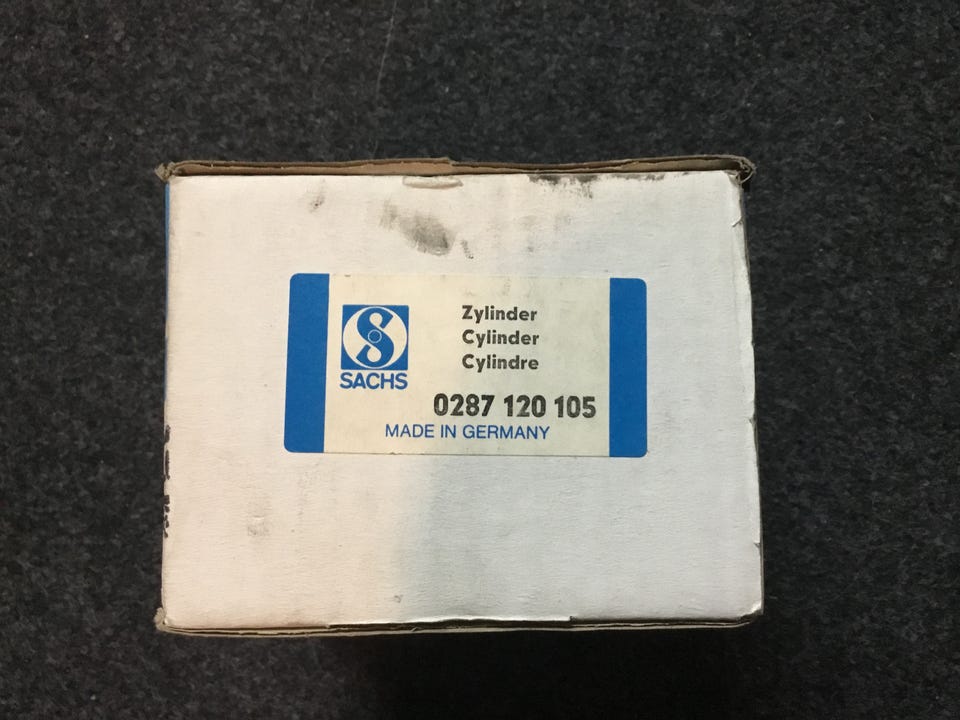 SACHS
Zylinder
Cylinder
Cylindre
0287 120 105
MADE IN GERMANY